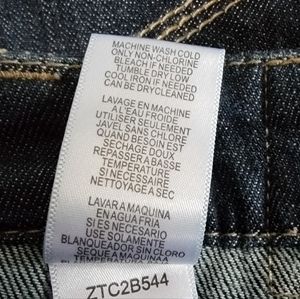 MACHINE WASH COLD
ONLY NON-CHLORINE
BLEACH IF NEEDED
TUMBLE DRY LOW
COOL IRON IF NEEDED
CAN BE DRYCLEANED
LAVAGE EN MACHINE
A L'EAU FROIDE
UTILISER SEULEMENT
JAVEL SANS CHLORE
QUAND BESOIN EST
SECHAGE DOUX
REPASSER A BASSE
TEMPERATURE
SI NECESSAIRE
NETTOYAGE A SEC
LAVAR A MAQUINA
EN AGUA FRIA
SI ES NECESARIO
USE SOLAMENTE
BLANQUEADOR SIN CLORO
SEQUE A MAQUINA A
ZTC2B544